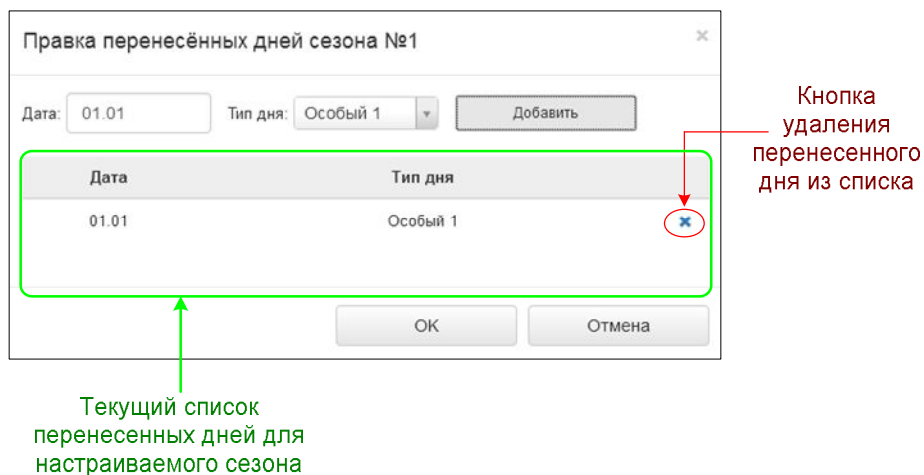 Правка перенесённых дней сезона №1
Дата: 01.01 Тип дня: Особый 1 Добавить
Дата Тип дня
01.01 Особый 1
OK Отмена
Кнопка
удаления
перенесенного
дня из списка
Текущий список
перенесенных дней для
настраиваемого сезона